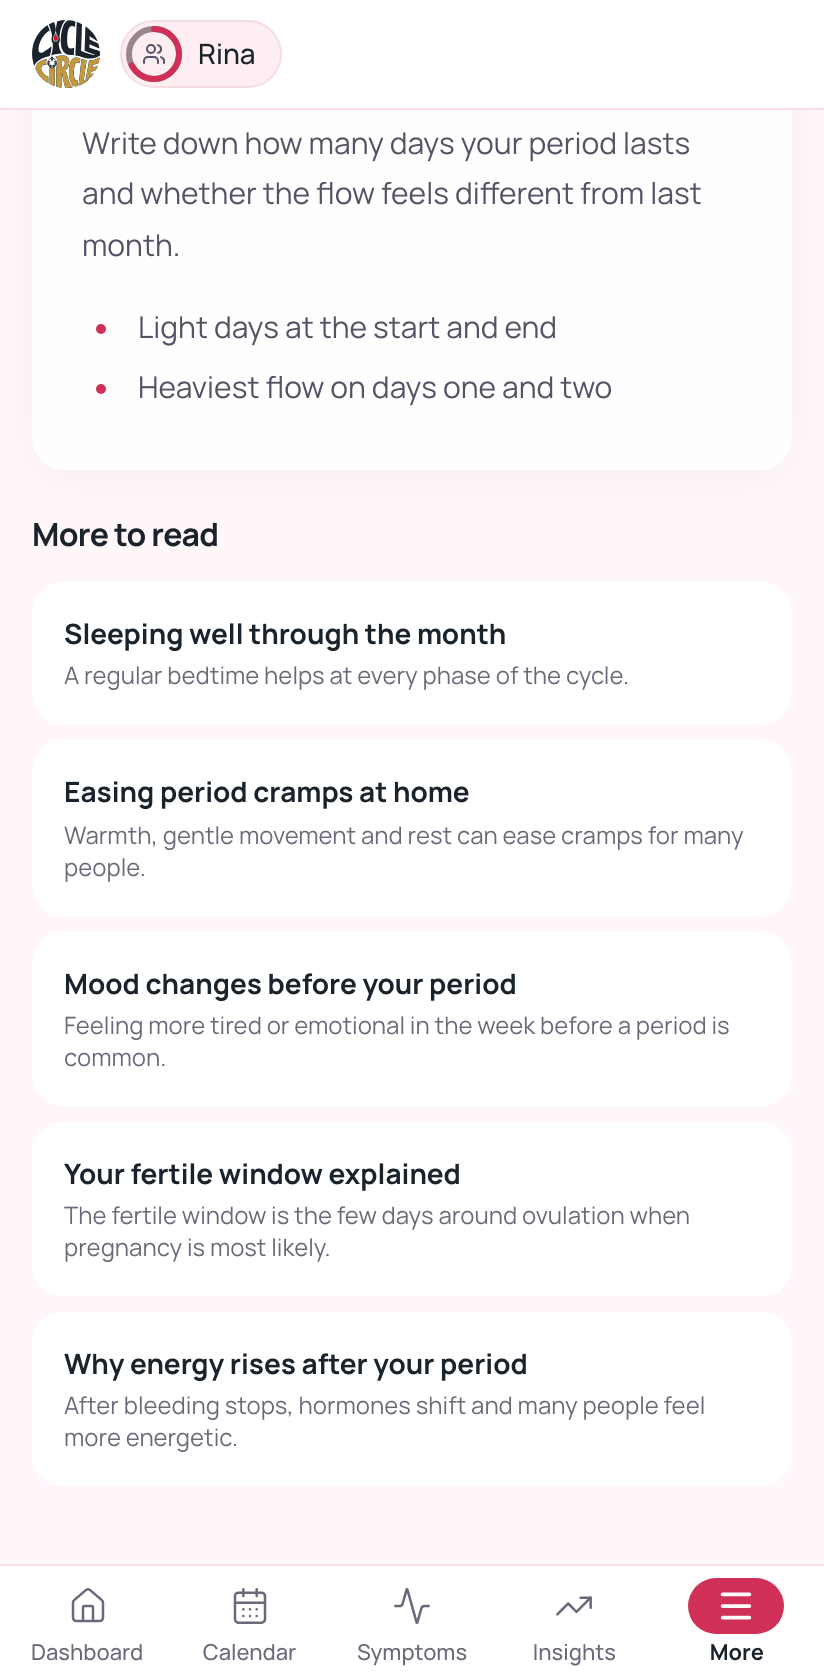 CYCLE
CIRCLE
Rina
Write down how many days your period lasts
and whether the flow feels different from last
month.
Light days at the start and end
Heaviest flow on days one and two
More to read
Sleeping well through the month
A regular bedtime helps at every phase of the cycle.
Easing period cramps at home
Warmth, gentle movement and rest can ease cramps for many
people.
Mood changes before your period
Feeling more tired or emotional in the week before a period is
common.
Your fertile window explained
The fertile window is the few days around ovulation when
pregnancy is most likely.
Why energy rises after your period
After bleeding stops, hormones shift and many people feel
more energetic.
Dashboard
Calendar
Symptoms
Insights
More